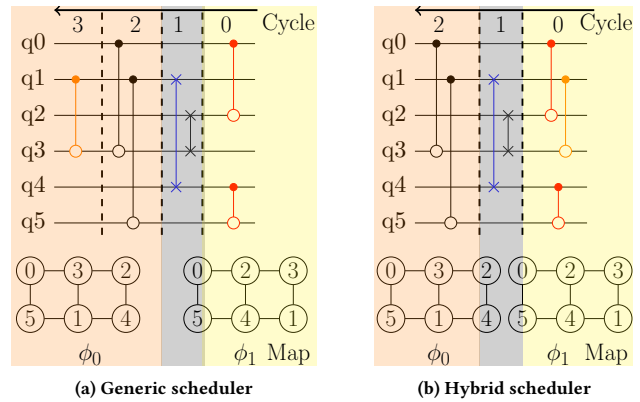 3 2 1 0 Cycle
q0
q1
q2
q3
q4
q5
0 3 2 0 2 3
5 1 4 5 4 1
ϕ0 ϕ1 Map
(a) Generic scheduler
2 1 0 Cycle
q0
q1
q2
q3
q4
q5
0 3 2 0 2 3
5 1 4 5 4 1
ϕ0 ϕ1 Map
(b) Hybrid scheduler